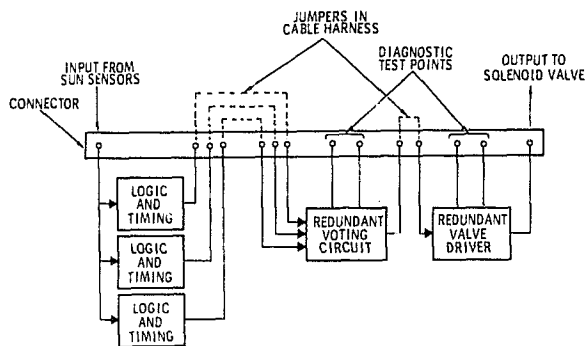 JUMPERS IN
CABLE HARNESS
DIAGNOSTIC
TEST POINTS
OUTPUT TO
SOLENOID VALVE
INPUT FROM
SUN SENSORS
CONNECTOR
LOGIC
AND
TIMING
LOGIC
AND
TIMING
LOGIC
AND
TIMING
REDUNDANT
VOTING
CIRCUIT
REDUNDANT
VALVE
DRIVER